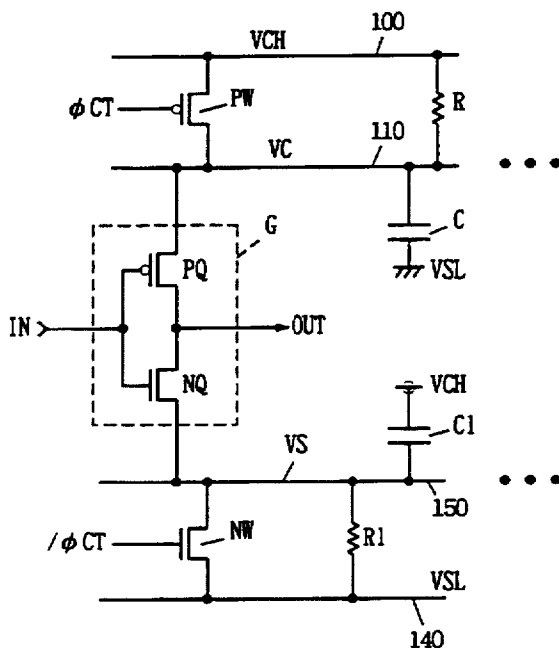 VCH
100
φCT
PW
R
VC
110
G
C
VSL
PQ
IN
OUT
NQ
VCH
C1
VS
150
/φCT
NW
R1
VSL
140